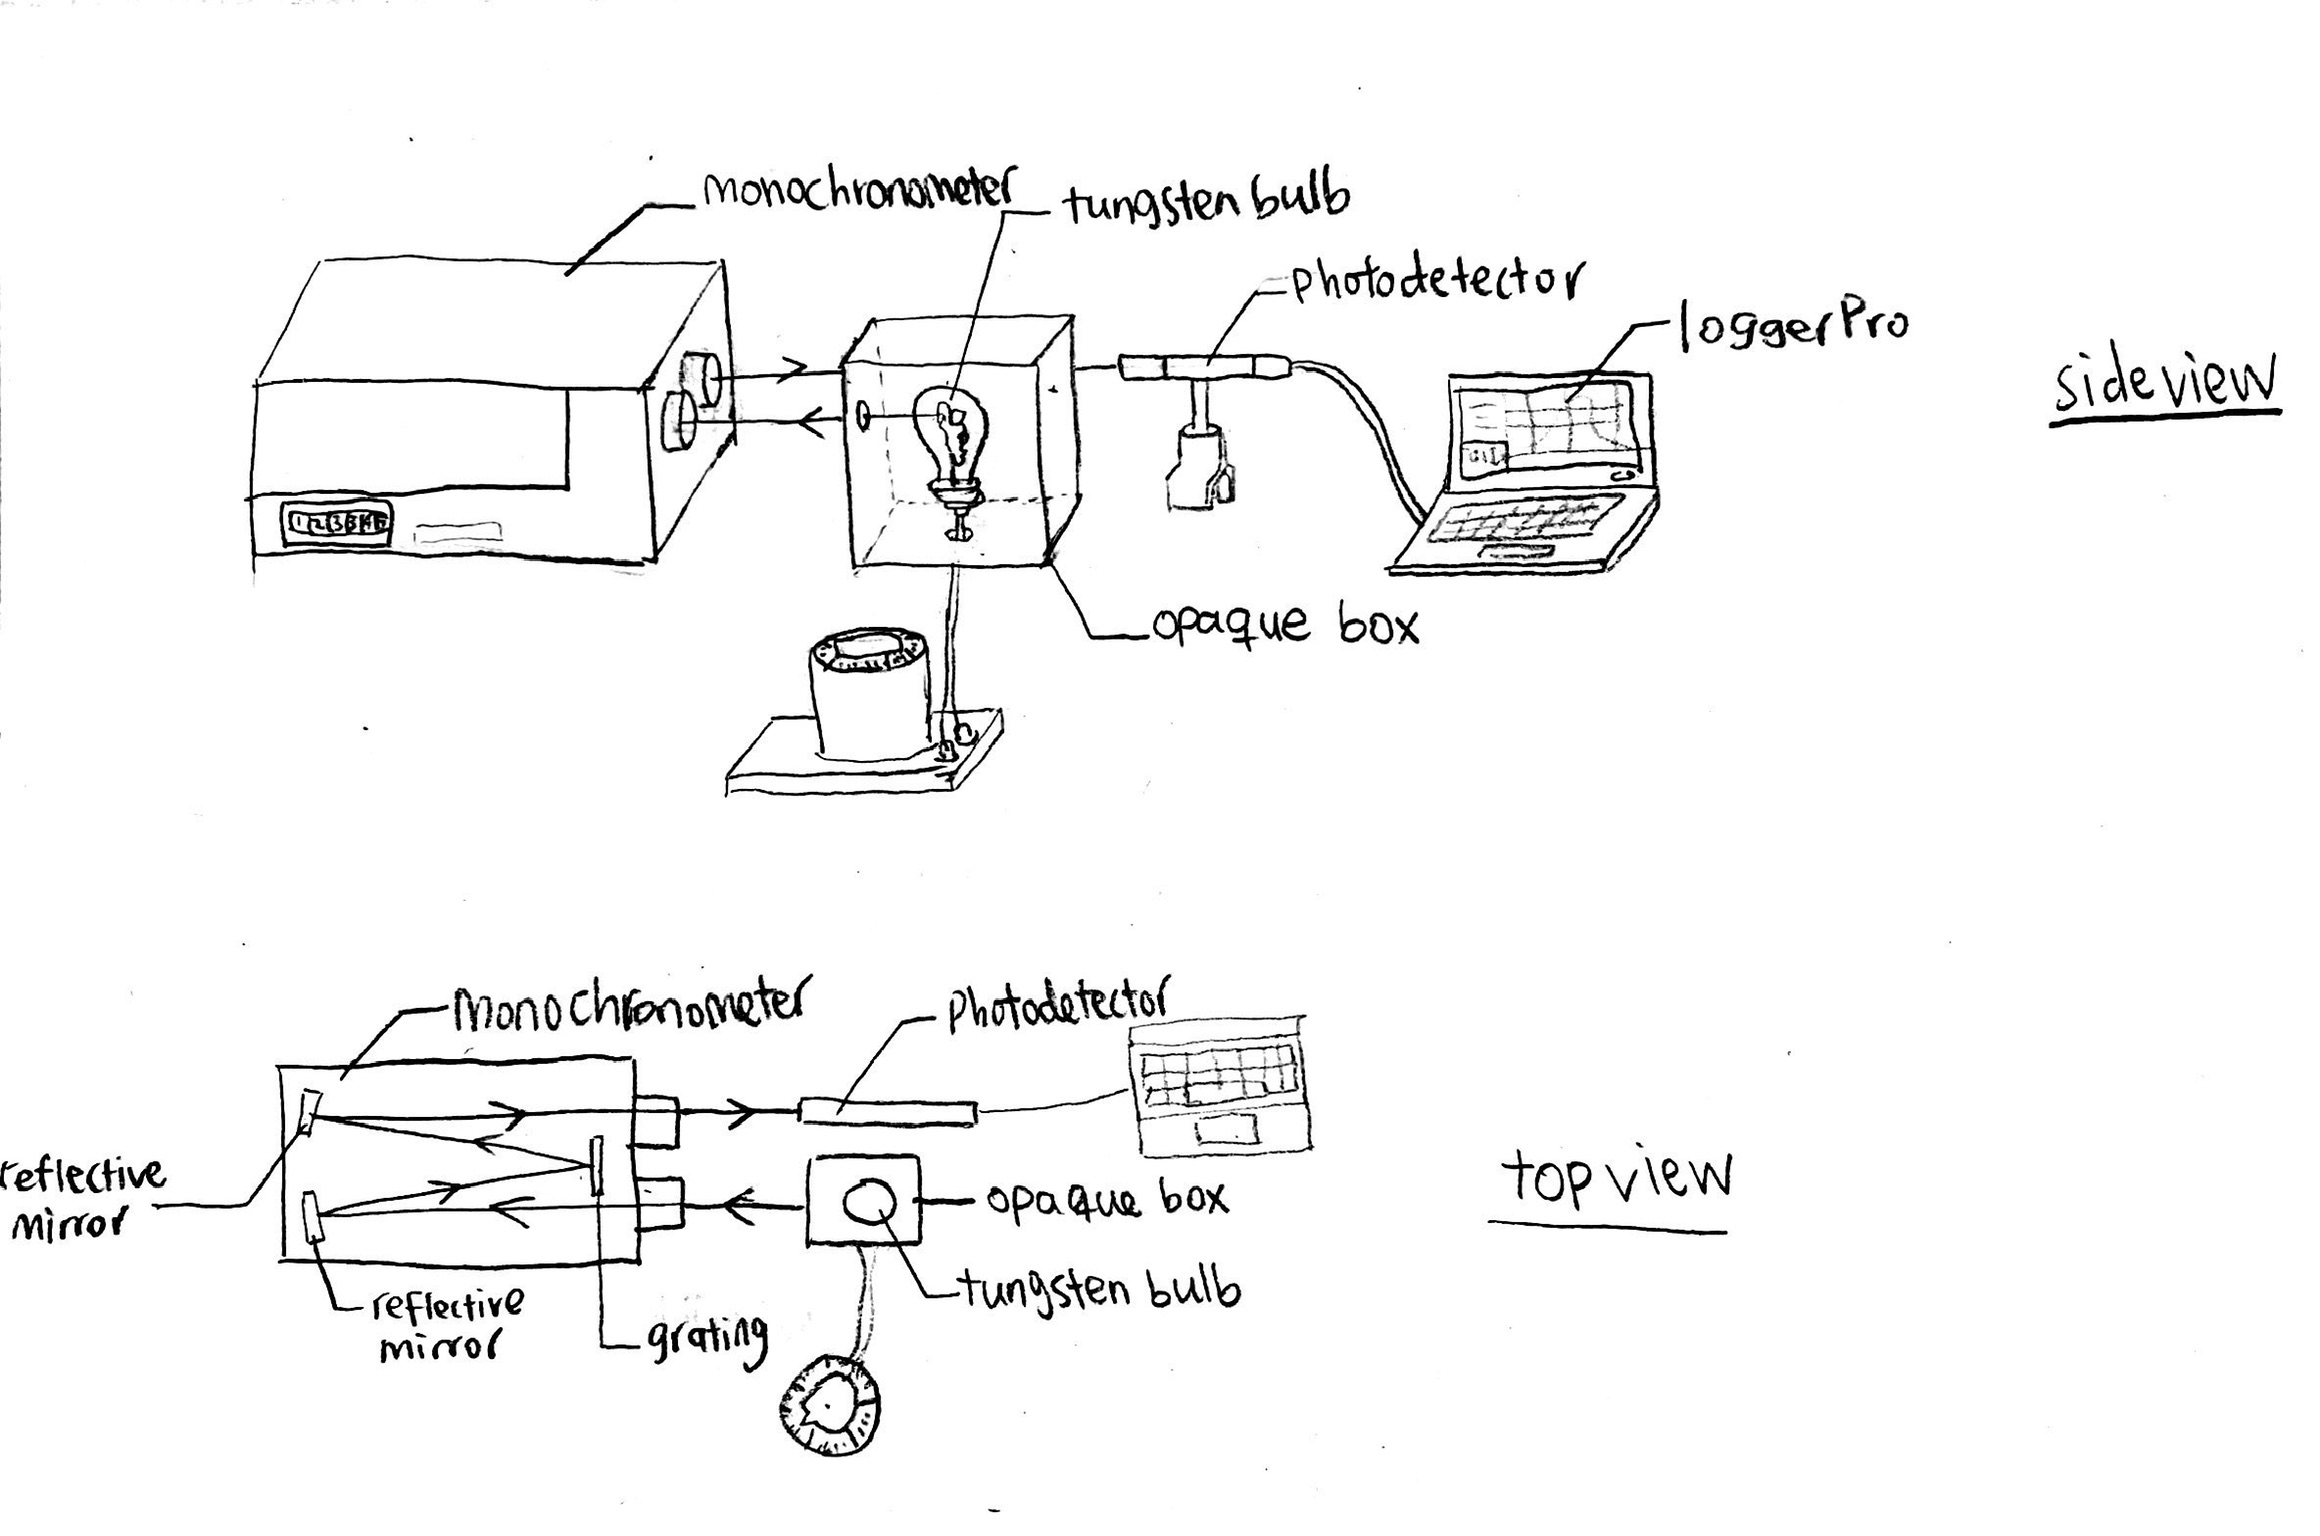 monochronometer
tungsten bulb
photodetector
loggerPro
side view
opaque box
monochronometer
photodetector
reflective
mirror
opaque box
top view
tungsten bulb
reflective
mirror
grating